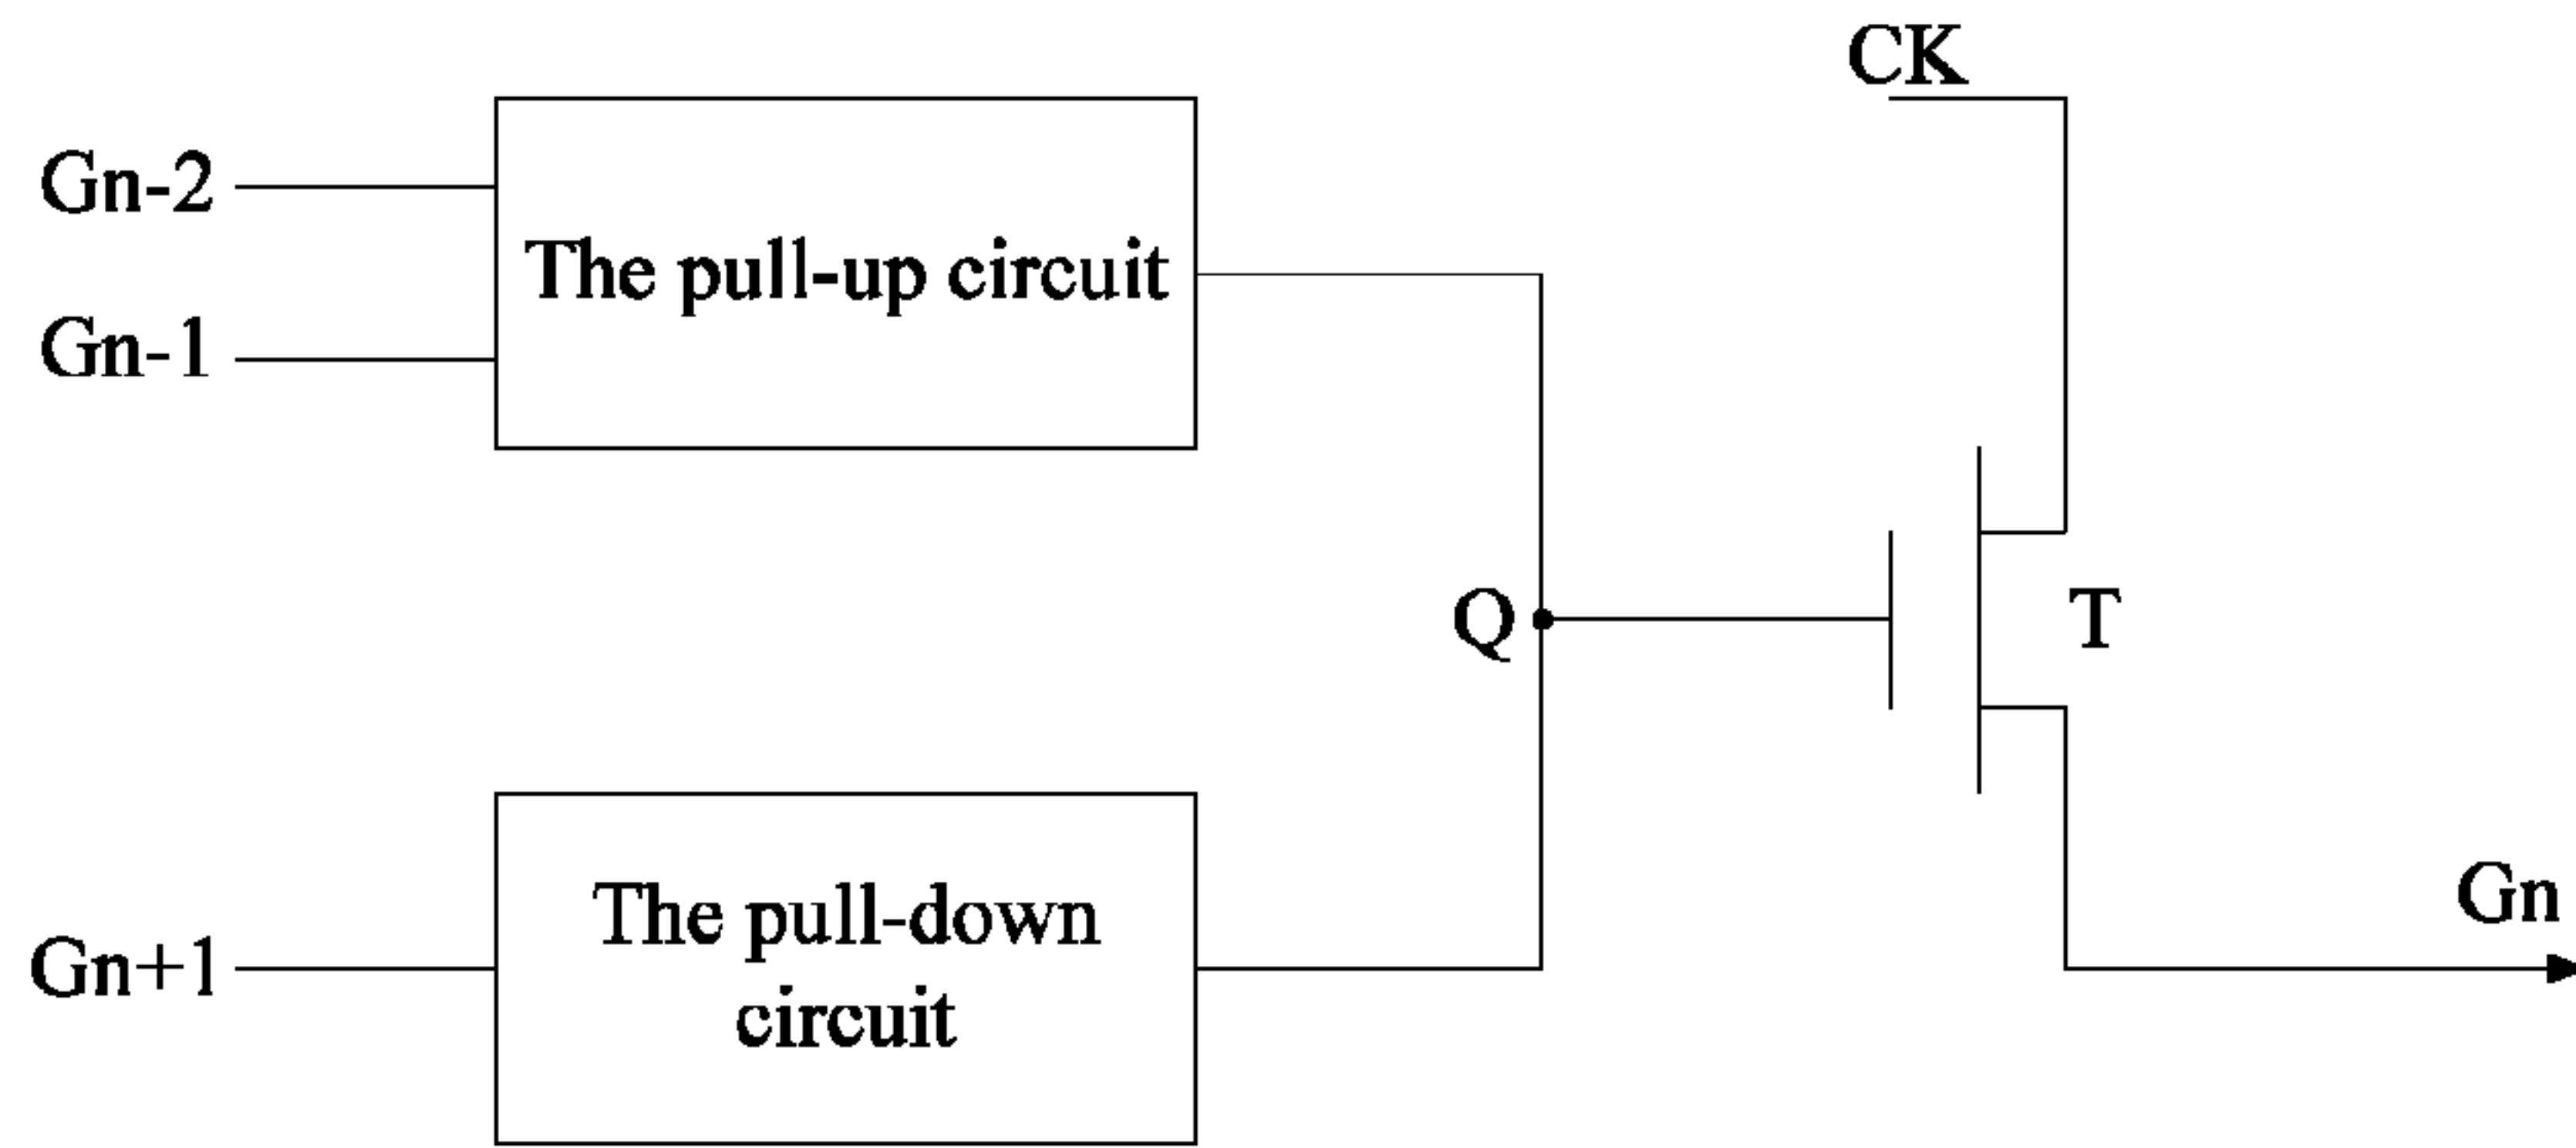 CK
Gn-2
The pull-up circuit
Gn-1
Q
T
Gn
The pull-down
circuit
Gn+1